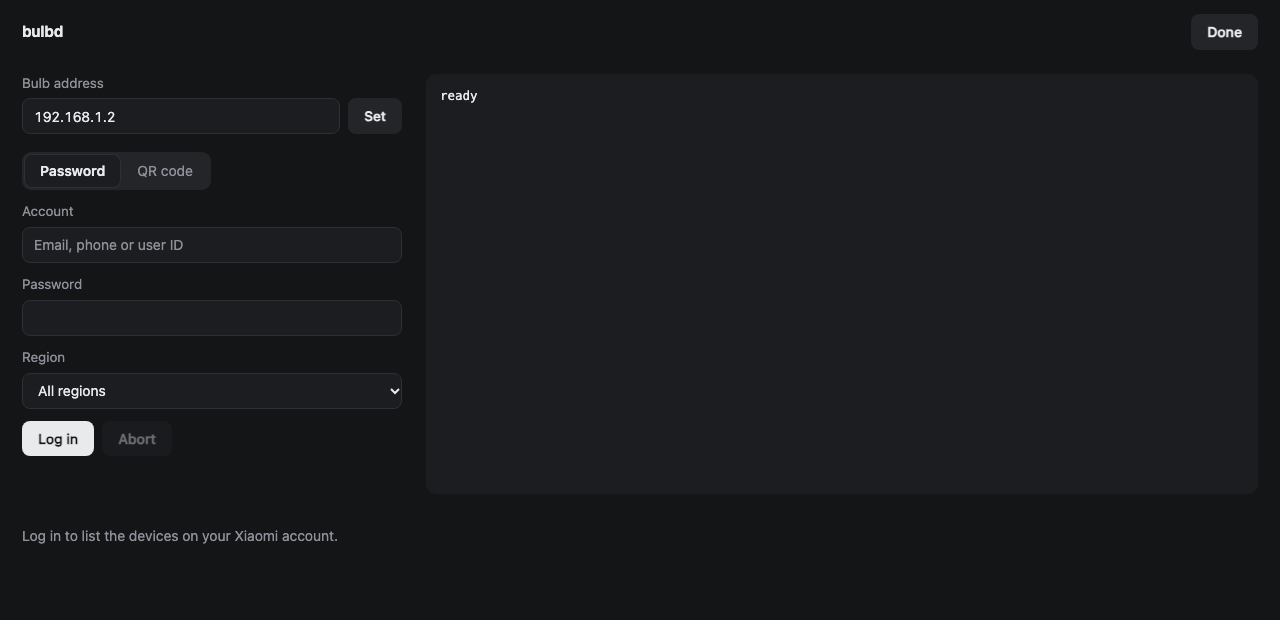 bulbd
Done
Bulb address
192.168.1.2
Set
ready
Password
QR code
Account
Email, phone or user ID
Password
Region
All regions
Log in
Abort
Log in to list the devices on your Xiaomi account.